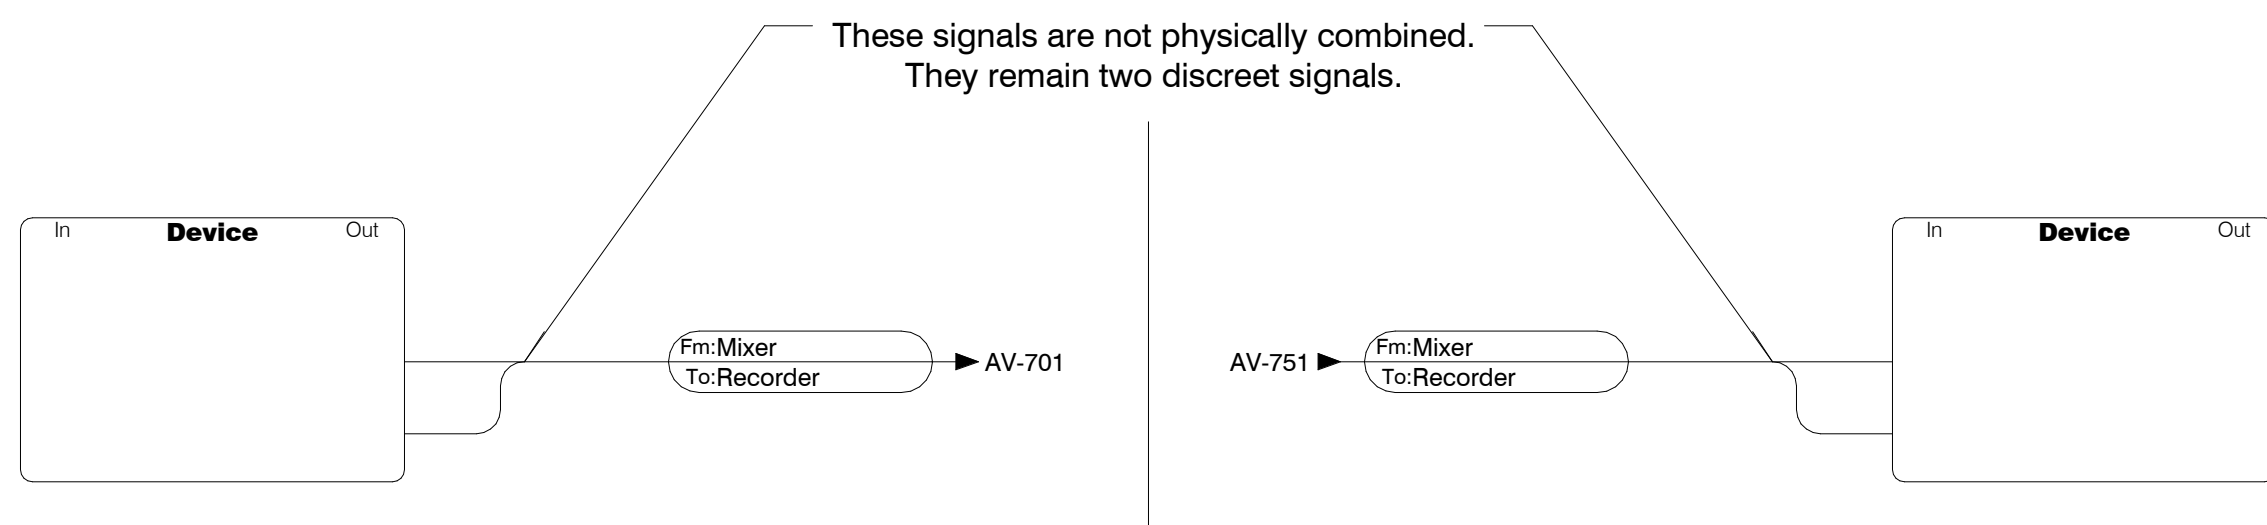 These signals are not physically combined.
They remain two discreet signals.
In Device Out
Fm:Mixer
To:Recorder
AV-701
AV-751
Fm:Mixer
To:Recorder
In Device Out